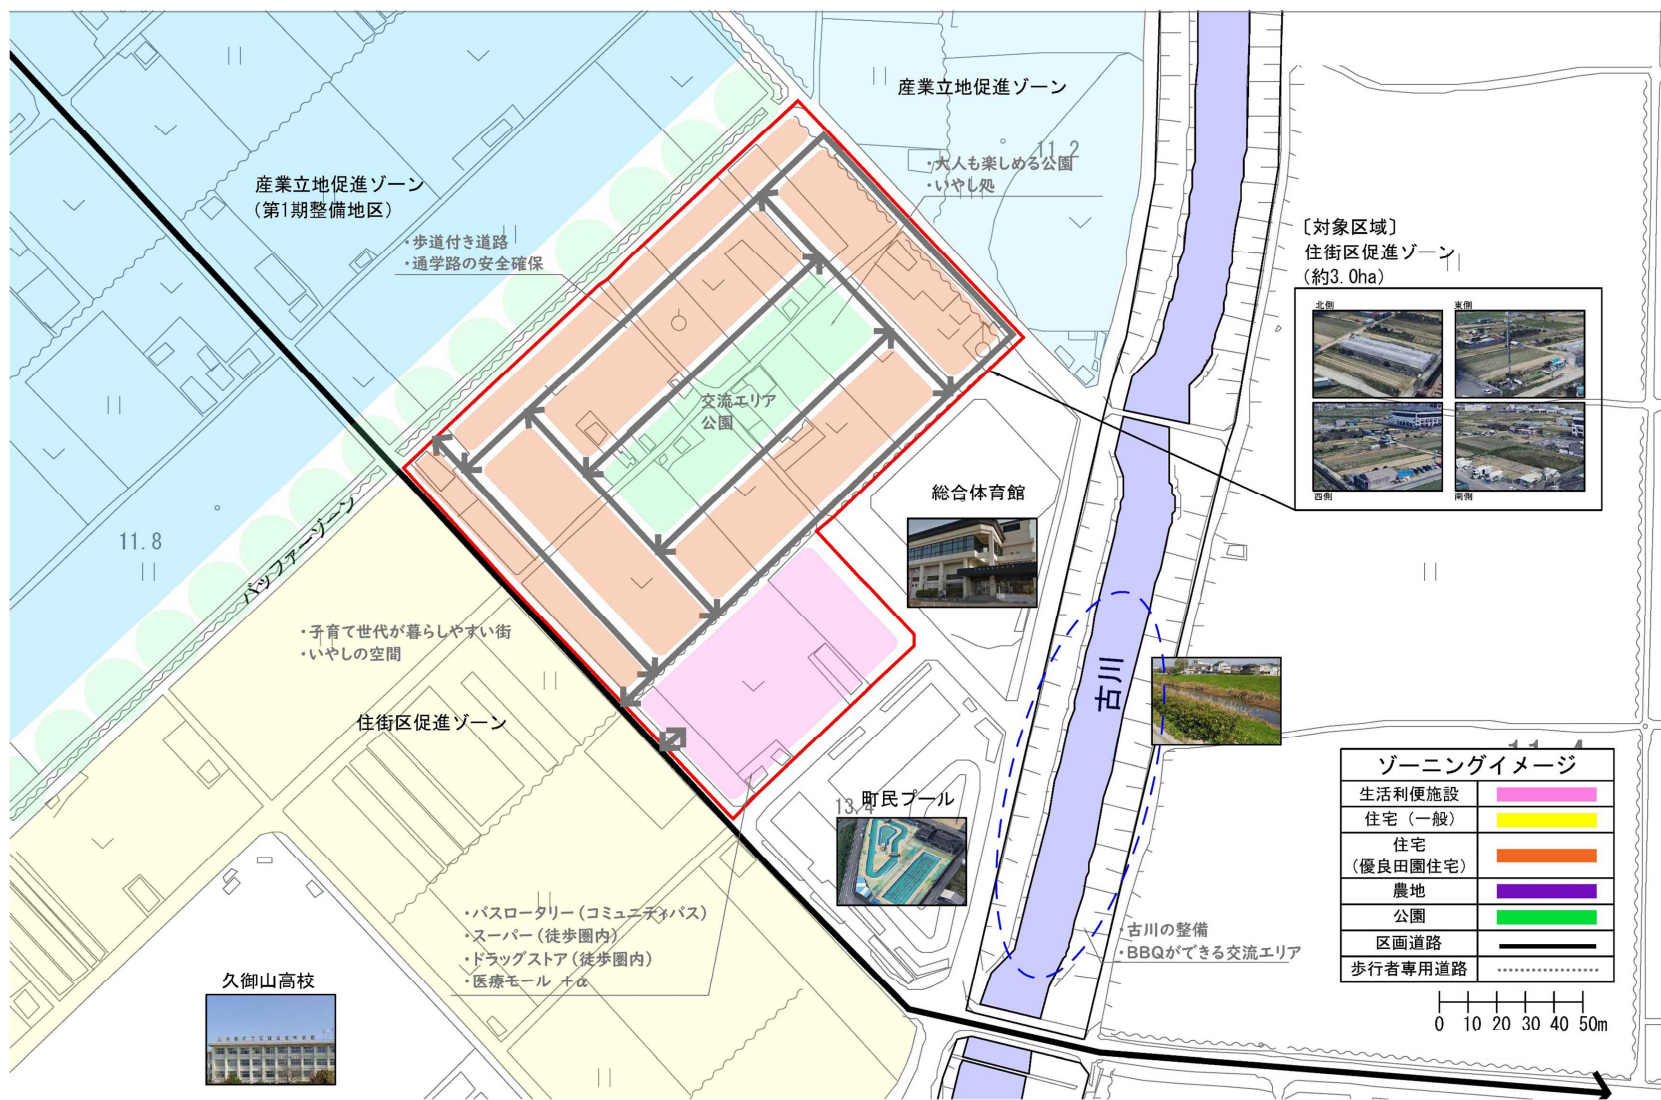 産業立地促進ゾーン
11.2
・大人も楽しめる公園
・いやし処
産業立地促進ゾーン
(第1期整備地区)
・歩道付き道路
・通学路の安全確保
〔対象区域〕
住街区促進ゾーン
(約3.0ha)
北側
東側
西側
南側
交流エリア
公園
総合体育館
11.8
バッファーゾーン
・子育て世代が暮らしやすい街
・いやしの空間
住街区促進ゾーン
古川
町民プール
13.4
11.4
ゾーニングイメージ
生活利便施設
住宅（一般）
住宅
(優良田園住宅)
農地
公園
区画道路
歩行者専用道路
0 10 20 30 40 50m
・バスロータリー(コミュニティバス)
・スーパー(徒歩圏内)
・ドラッグストア(徒歩圏内)
・医療モール +α
・古川の整備
・BBQができる交流エリア
久御山高校